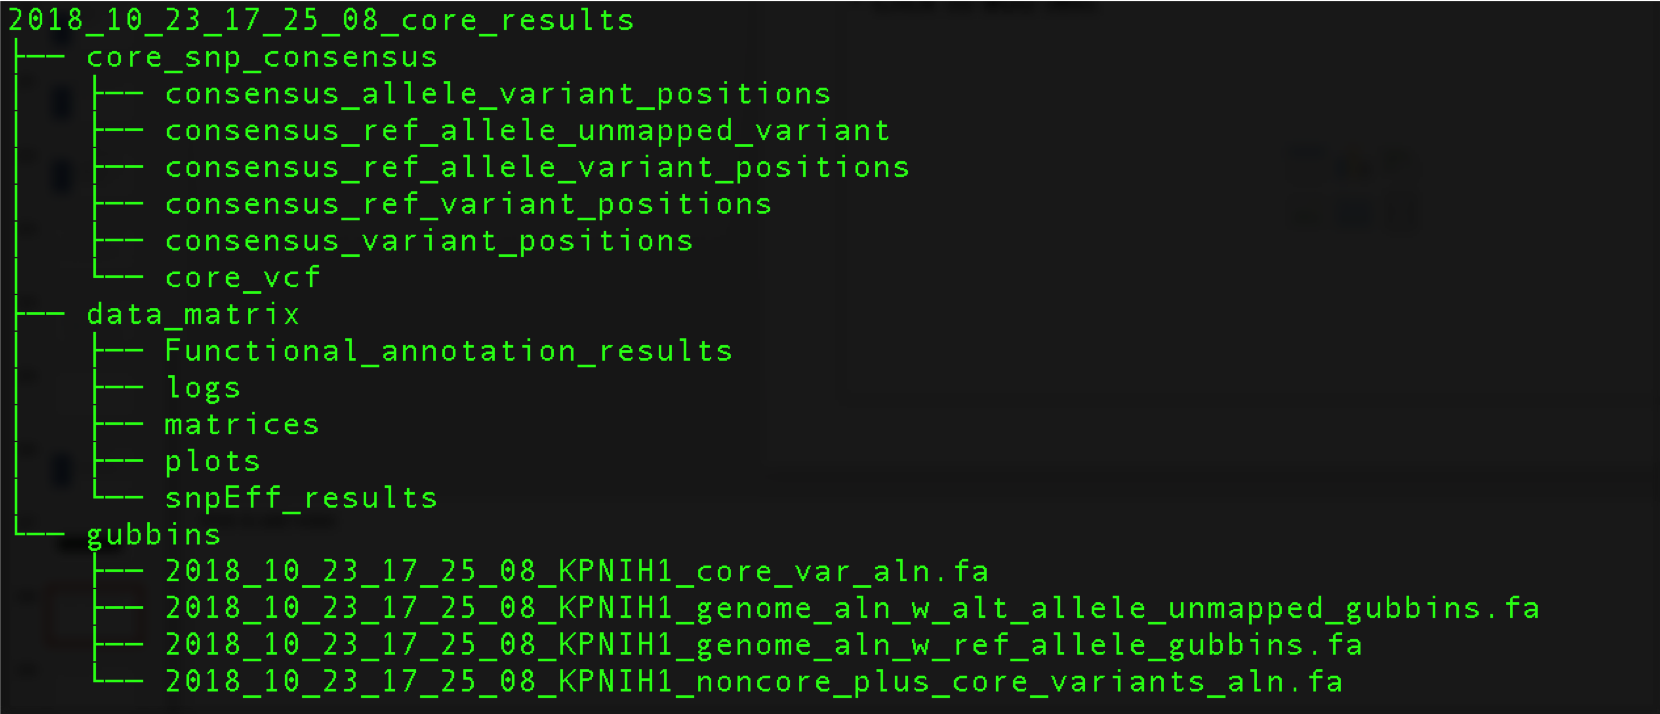 2018_10_23_17_25_08_core_results
├── core_snp_consensus
│   ├── consensus_allele_variant_positions
│   ├── consensus_ref_allele_unmapped_variant
│   ├── consensus_ref_allele_variant_positions
│   ├── consensus_ref_variant_positions
│   ├── consensus_variant_positions
│   └── core_vcf
├── data_matrix
│   ├── Functional_annotation_results
│   ├── logs
│   ├── matrices
│   ├── plots
│   └── snpEff_results
└── gubbins
    ├── 2018_10_23_17_25_08_KPNIH1_core_var_aln.fa
    ├── 2018_10_23_17_25_08_KPNIH1_genome_aln_w_alt_allele_unmapped_gubbins.fa
    ├── 2018_10_23_17_25_08_KPNIH1_genome_aln_w_ref_allele_gubbins.fa
    └── 2018_10_23_17_25_08_KPNIH1_noncore_plus_core_variants_aln.fa